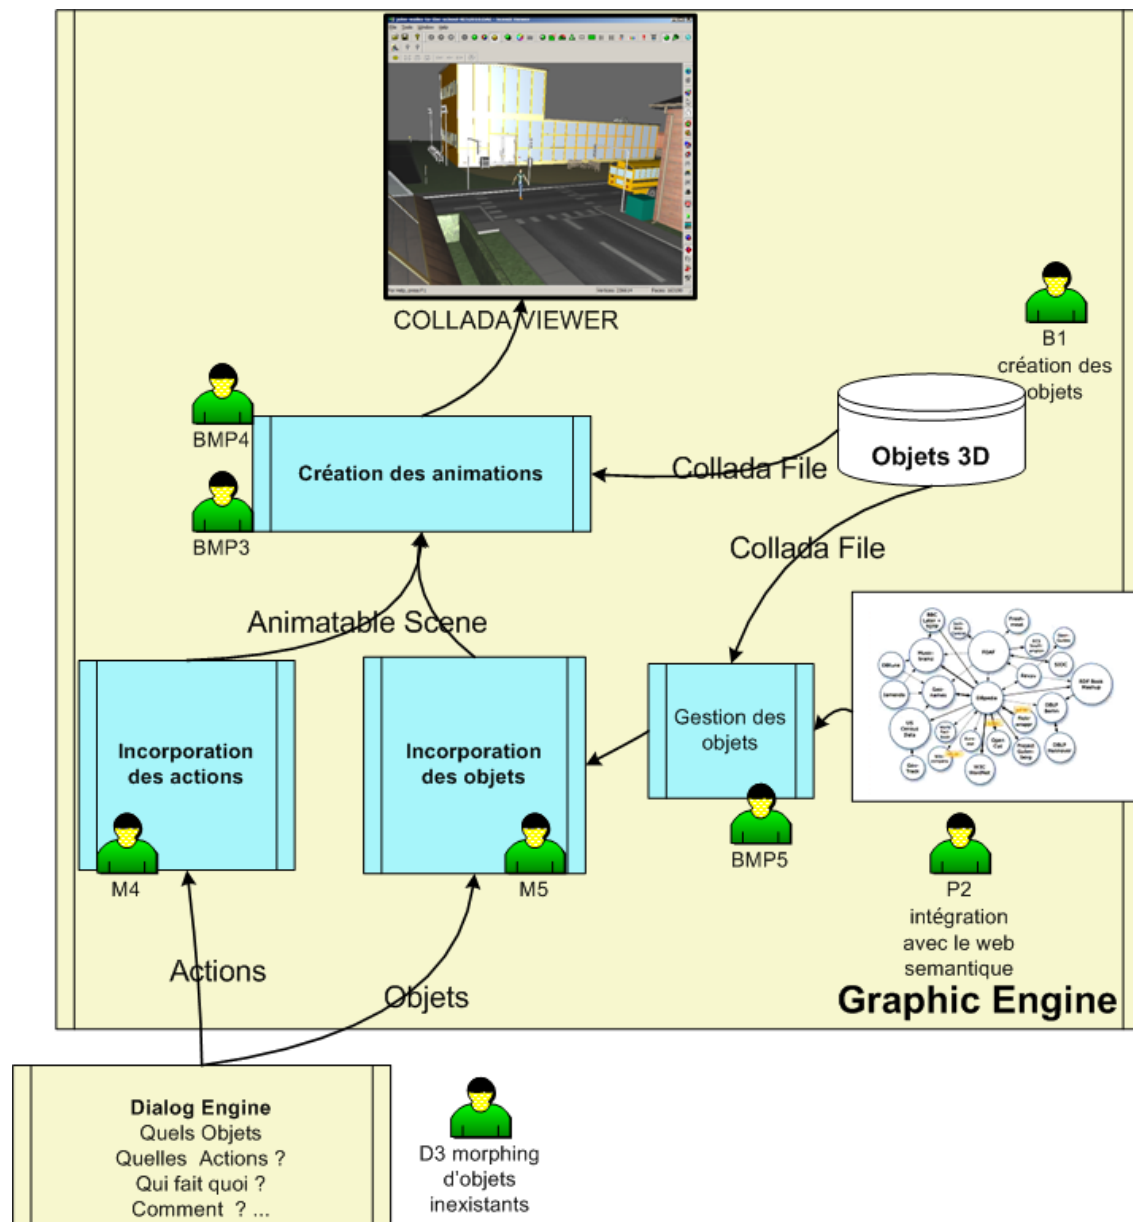 COLLADA VIEWER
B1
création des
objets
BMP4
BMP3
Création des animations
Objets 3D
Collada File
Collada File
Animatable Scene
Incorporation
des actions
M4
Incorporation
des objets
M5
Gestion des
objets
BMP5
P2
intégration
avec le web
semantique
Actions
Objets
Graphic Engine
Dialog Engine
Quels Objets
Quelles Actions ?
Qui fait quoi ?
Comment ? ...
D3 morphing
d'objets
inexistants